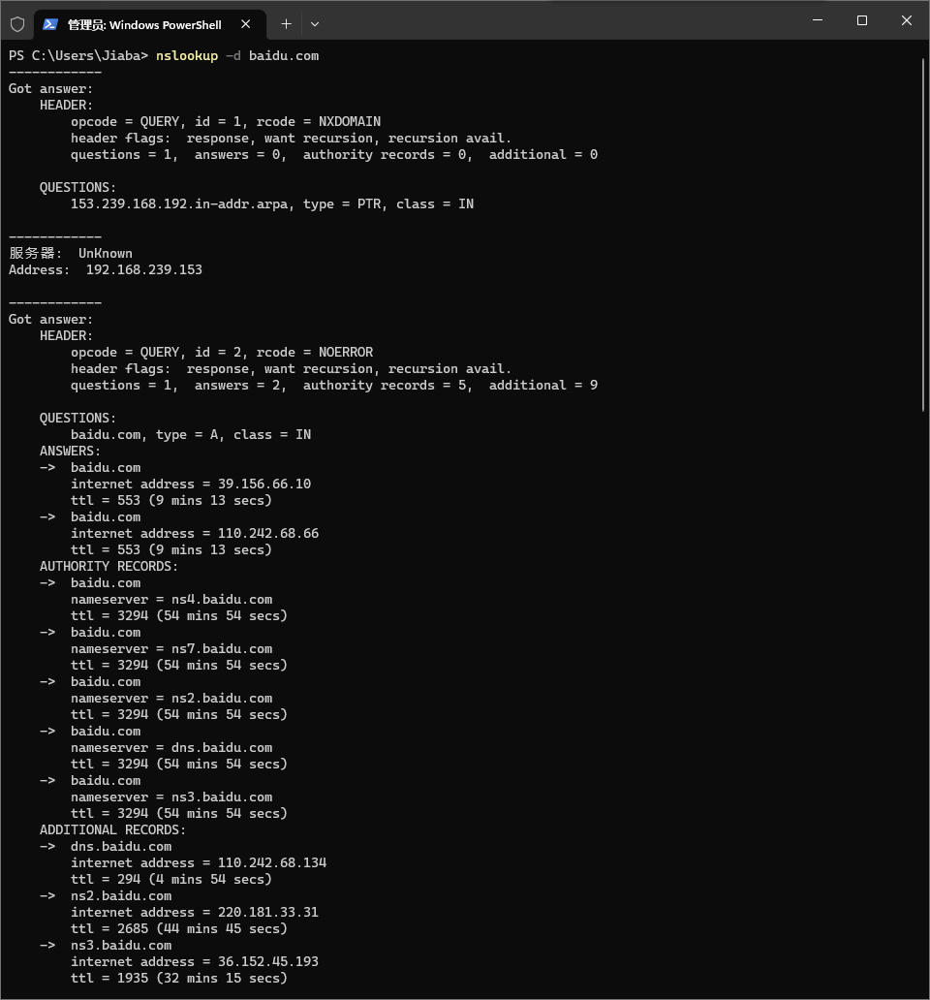 管理员: Windows PowerShell
PS C:\Users\Jiaba> nslookup -d baidu.com
------------
Got answer:
    HEADER:
        opcode = QUERY, id = 1, rcode = NXDOMAIN
        header flags:  response, want recursion, recursion avail.
        questions = 1,  answers = 0,  authority records = 0,  additional = 0

    QUESTIONS:
        153.239.168.192.in-addr.arpa, type = PTR, class = IN

------------
服务器:  UnKnown
Address:  192.168.239.153

------------
Got answer:
    HEADER:
        opcode = QUERY, id = 2, rcode = NOERROR
        header flags:  response, want recursion, recursion avail.
        questions = 1,  answers = 2,  authority records = 5,  additional = 9

    QUESTIONS:
        baidu.com, type = A, class = IN
    ANSWERS:
    ->  baidu.com
        internet address = 39.156.66.10
        ttl = 553 (9 mins 13 secs)
    ->  baidu.com
        internet address = 110.242.68.66
        ttl = 553 (9 mins 13 secs)
    AUTHORITY RECORDS:
    ->  baidu.com
        nameserver = ns4.baidu.com
        ttl = 3294 (54 mins 54 secs)
    ->  baidu.com
        nameserver = ns7.baidu.com
        ttl = 3294 (54 mins 54 secs)
    ->  baidu.com
        nameserver = ns2.baidu.com
        ttl = 3294 (54 mins 54 secs)
    ->  baidu.com
        nameserver = dns.baidu.com
        ttl = 3294 (54 mins 54 secs)
    ->  baidu.com
        nameserver = ns3.baidu.com
        ttl = 3294 (54 mins 54 secs)
    ADDITIONAL RECORDS:
    ->  dns.baidu.com
        internet address = 110.242.68.134
        ttl = 294 (4 mins 54 secs)
    ->  ns2.baidu.com
        internet address = 220.181.33.31
        ttl = 2685 (44 mins 45 secs)
    ->  ns3.baidu.com
        internet address = 36.152.45.193
        ttl = 1935 (32 mins 15 secs)